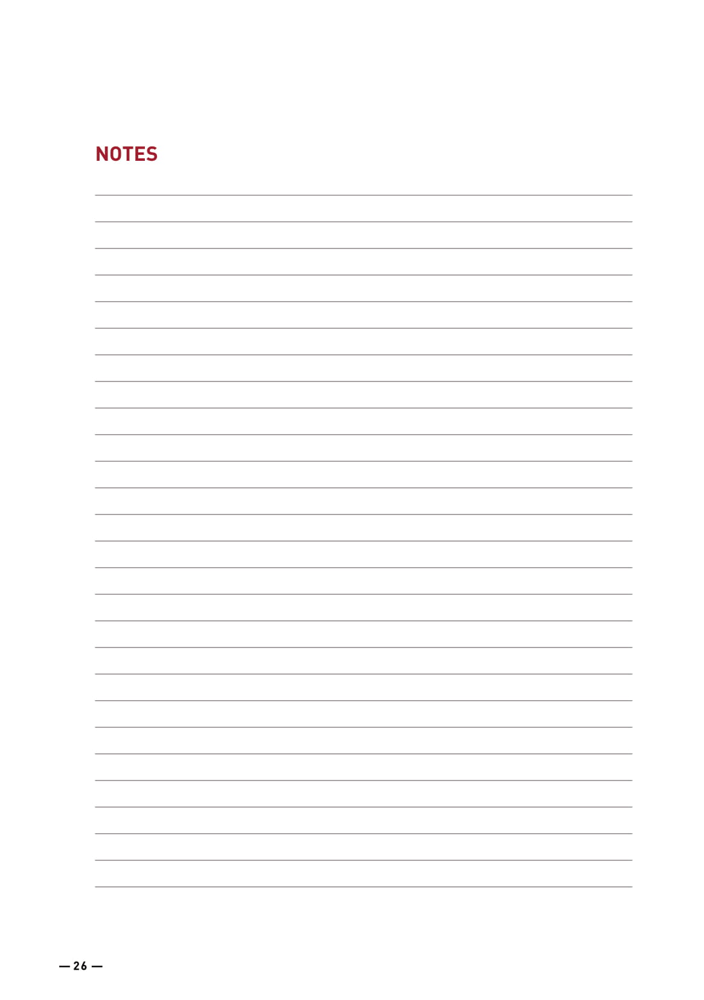 NOTES
— 26 —